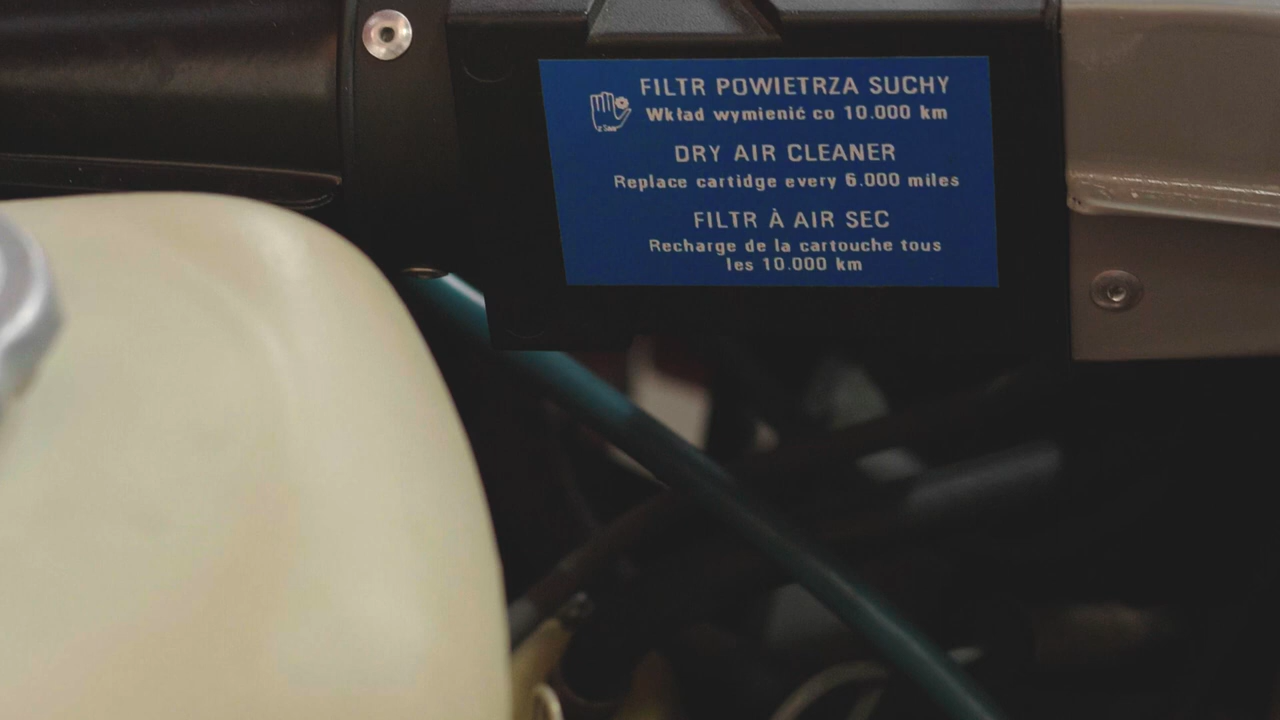 FILTR POWIETRZA SUCHY
Wkład wymienić co 10.000 km
DRY AIR CLEANER
Replace cartidge every 6.000 miles
FILTR À AIR SEC
Recharge de la cartouche tous
les 10.000 km